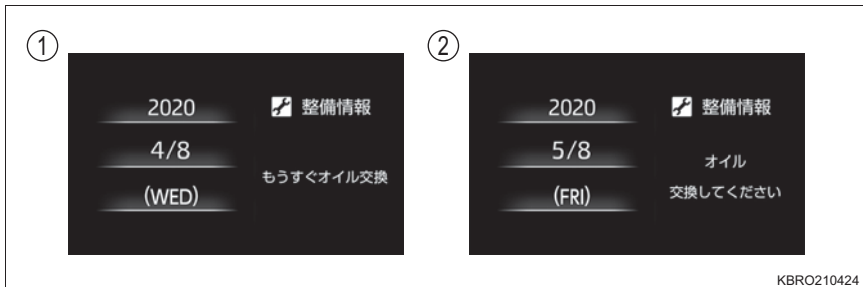 ①
2020
4/8
(WED)
整備情報
もうすぐオイル交換
②
2020
5/8
(FRI)
整備情報
オイル
交換してください
KBRO210424